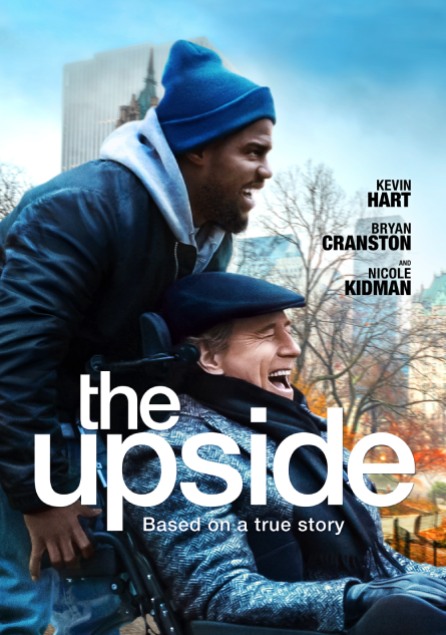 KEVIN
HART
BRYAN
CRANSTON
AND
NICOLE
KIDMAN
the
upside
Based on a true story